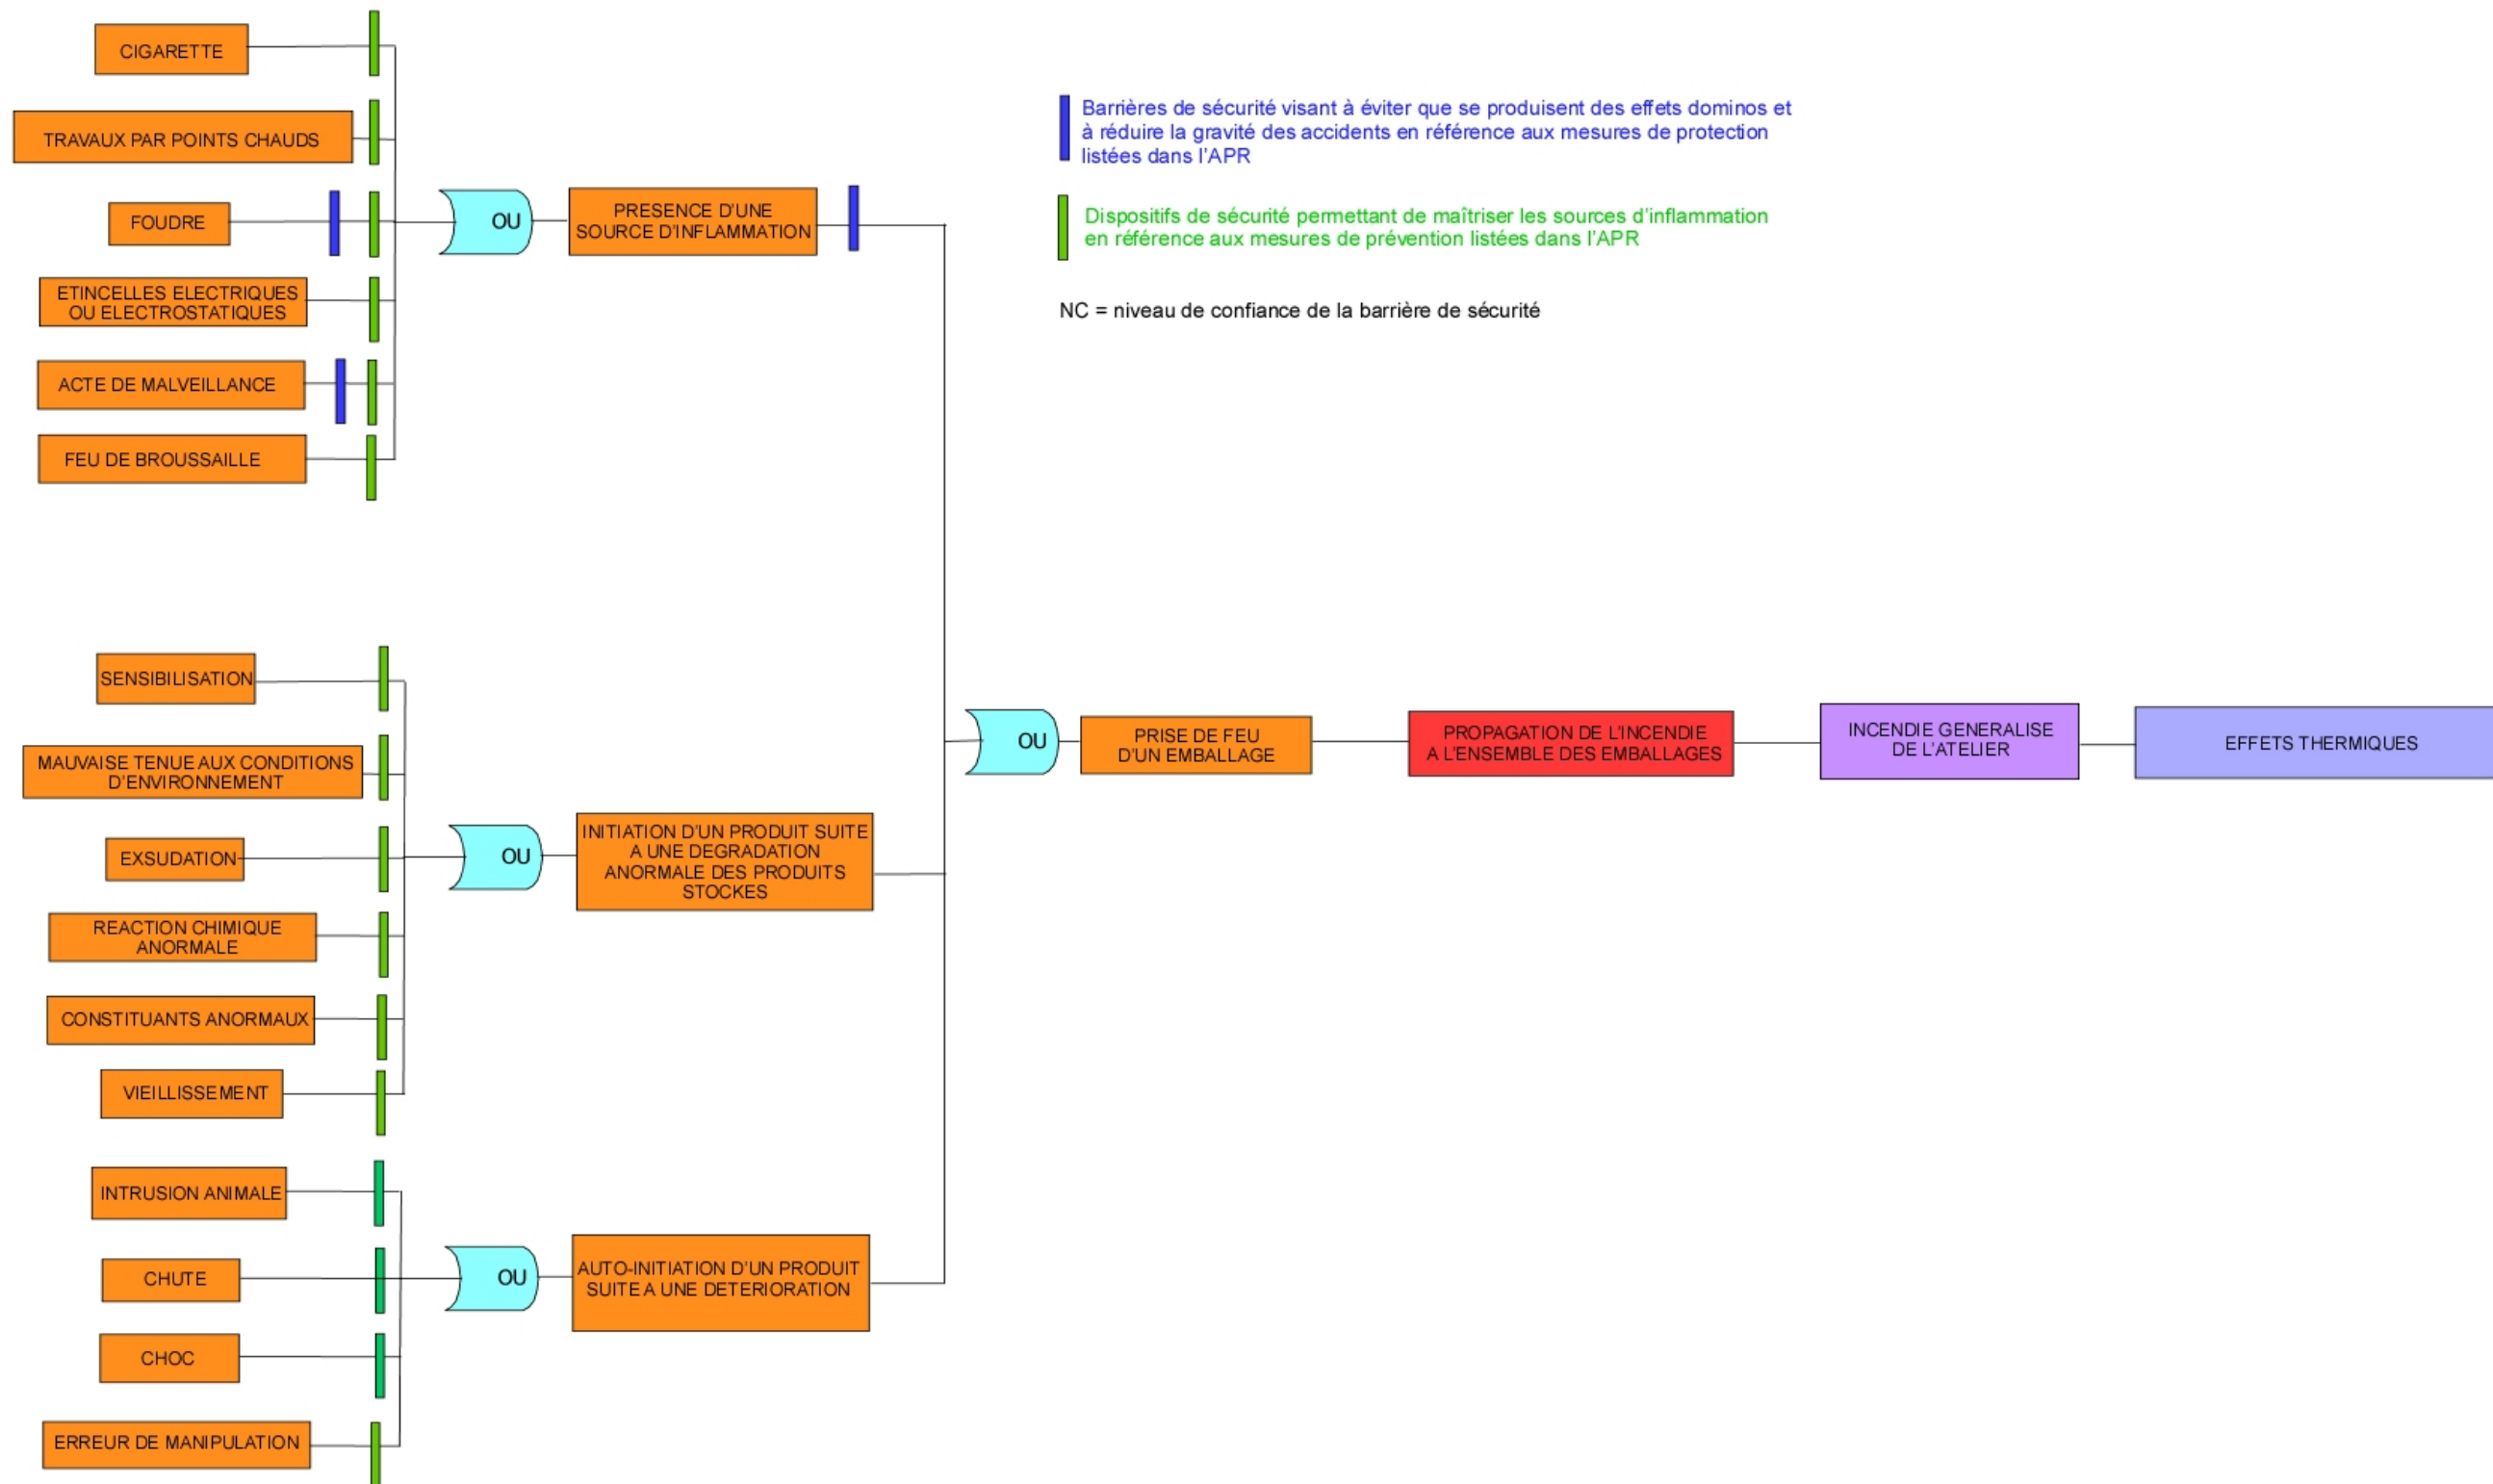 CIGARETTE
TRAVAUX PAR POINTS CHAUDS
FOUDRE
ETINCELLES ELECTRIQUES
OU ELECTROSTATIQUES
ACTE DE MALVEILLANCE
FEU DE BROUSSAILLE
OU
PRESENCE D'UNE
SOURCE D'INFLAMMATION
Barrières de sécurité visant à éviter que se produisent des effets dominos et
à réduire la gravité des accidents en référence aux mesures de protection
listées dans l'APR
Dispositifs de sécurité permettant de maîtriser les sources d'inflammation
en référence aux mesures de prévention listées dans l'APR
NC = niveau de confiance de la barrière de sécurité
SENSIBILISATION
MAUVAISE TENUE AUX CONDITIONS
D'ENVIRONNEMENT
EXSUDATION
REACTION CHIMIQUE
ANORMALE
CONSTITUANTS ANORMAUX
VIEILLISSEMENT
OU
INITIATION D'UN PRODUIT SUITE
A UNE DEGRADATION
ANORMALE DES PRODUITS
STOCKES
OU
PRISE DE FEU
D'UN EMBALLAGE
PROPAGATION DE L'INCENDIE
A L'ENSEMBLE DES EMBALLAGES
INCENDIE GENERALISE
DE L'ATELIER
EFFETS THERMIQUES
INTRUSION ANIMALE
CHUTE
CHOC
ERREUR DE MANIPULATION
OU
AUTO-INITIATION D'UN PRODUIT
SUITE A UNE DETERIORATION